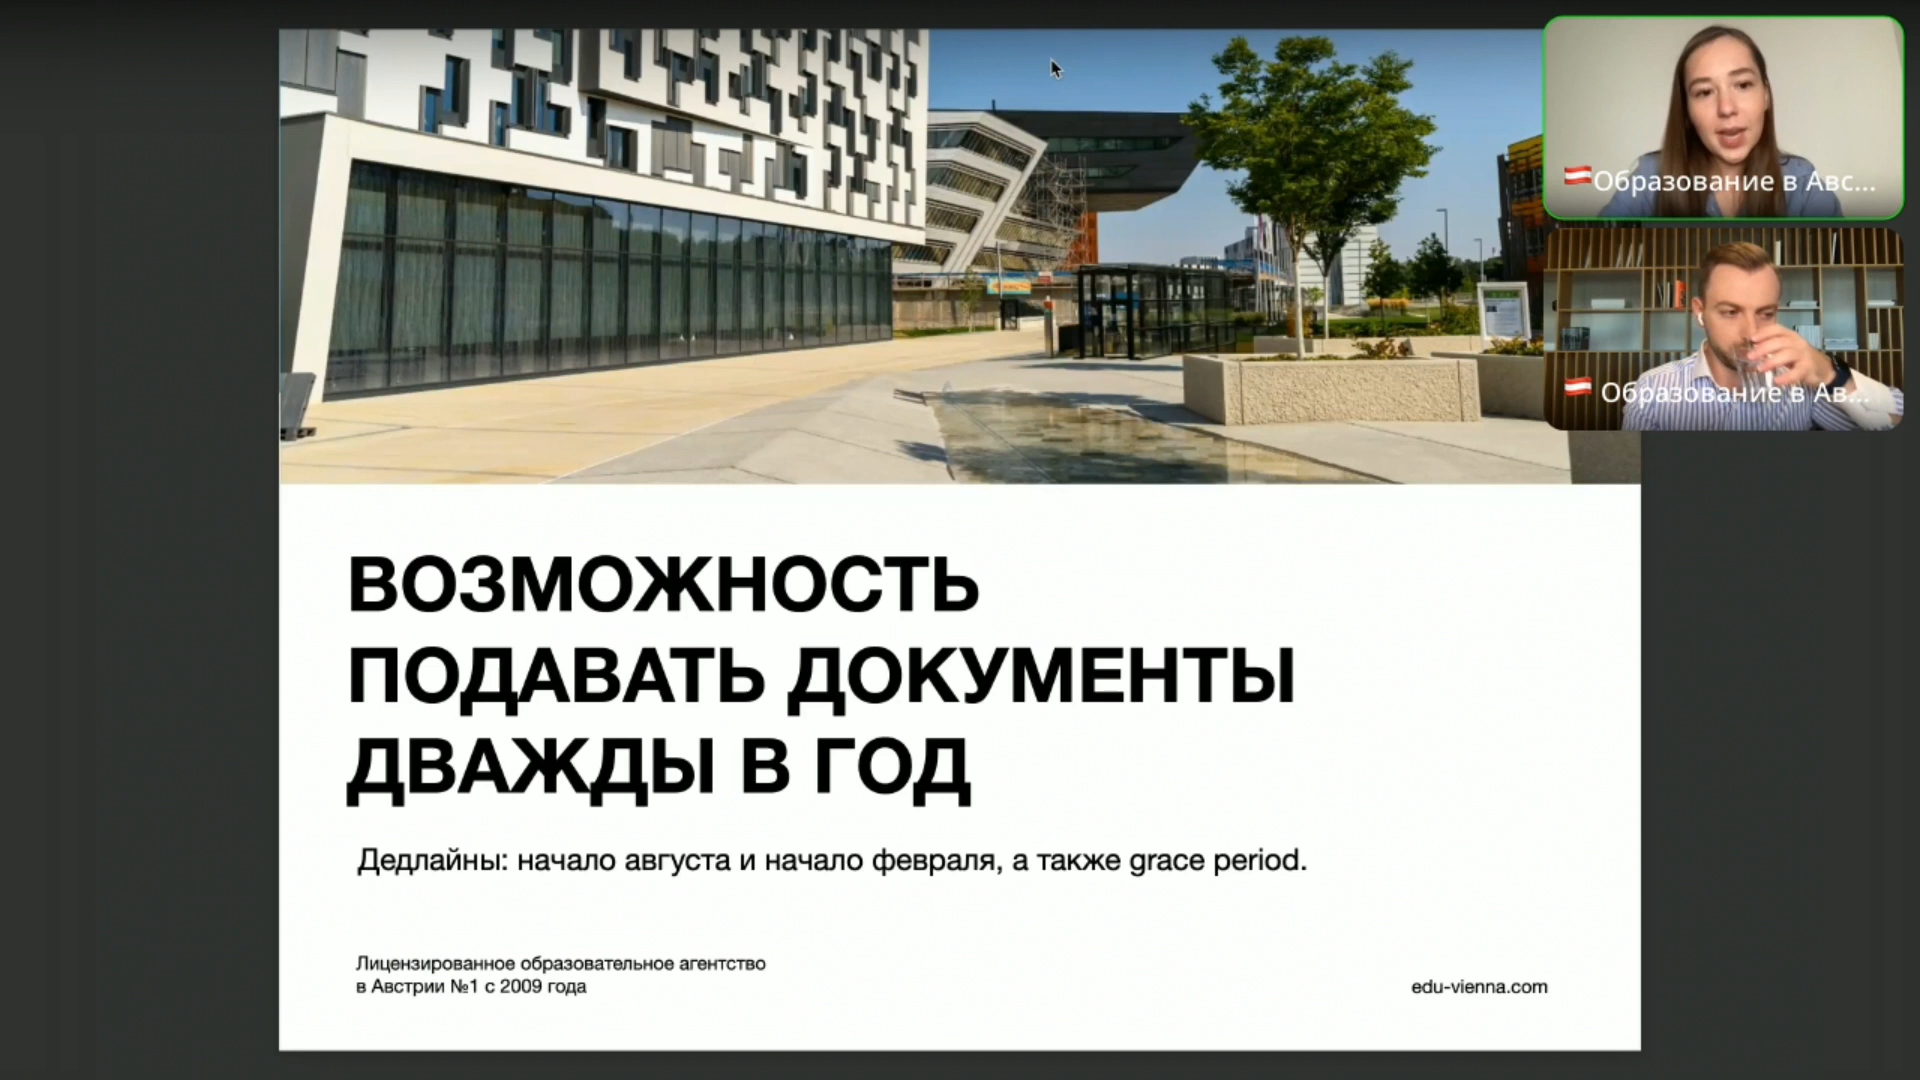 ВОЗМОЖНОСТЬ
ПОДАВАТЬ ДОКУМЕНТЫ
ДВАЖДЫ В ГОД
Дедлайны: начало августа и начало февраля, а также grace period.
Лицензированное образовательное агентство
в Австрии №1 с 2009 года
edu-vienna.com
Образование в Авс...
Образование в Ав...